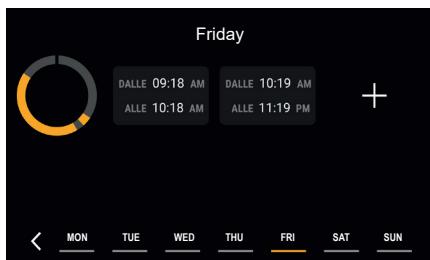 Friday
DALLE 09:18 AM
ALLE 10:18 AM
DALLE 10:19 AM
ALLE 11:19 PM
MON TUE WED THU FRI SAT SUN